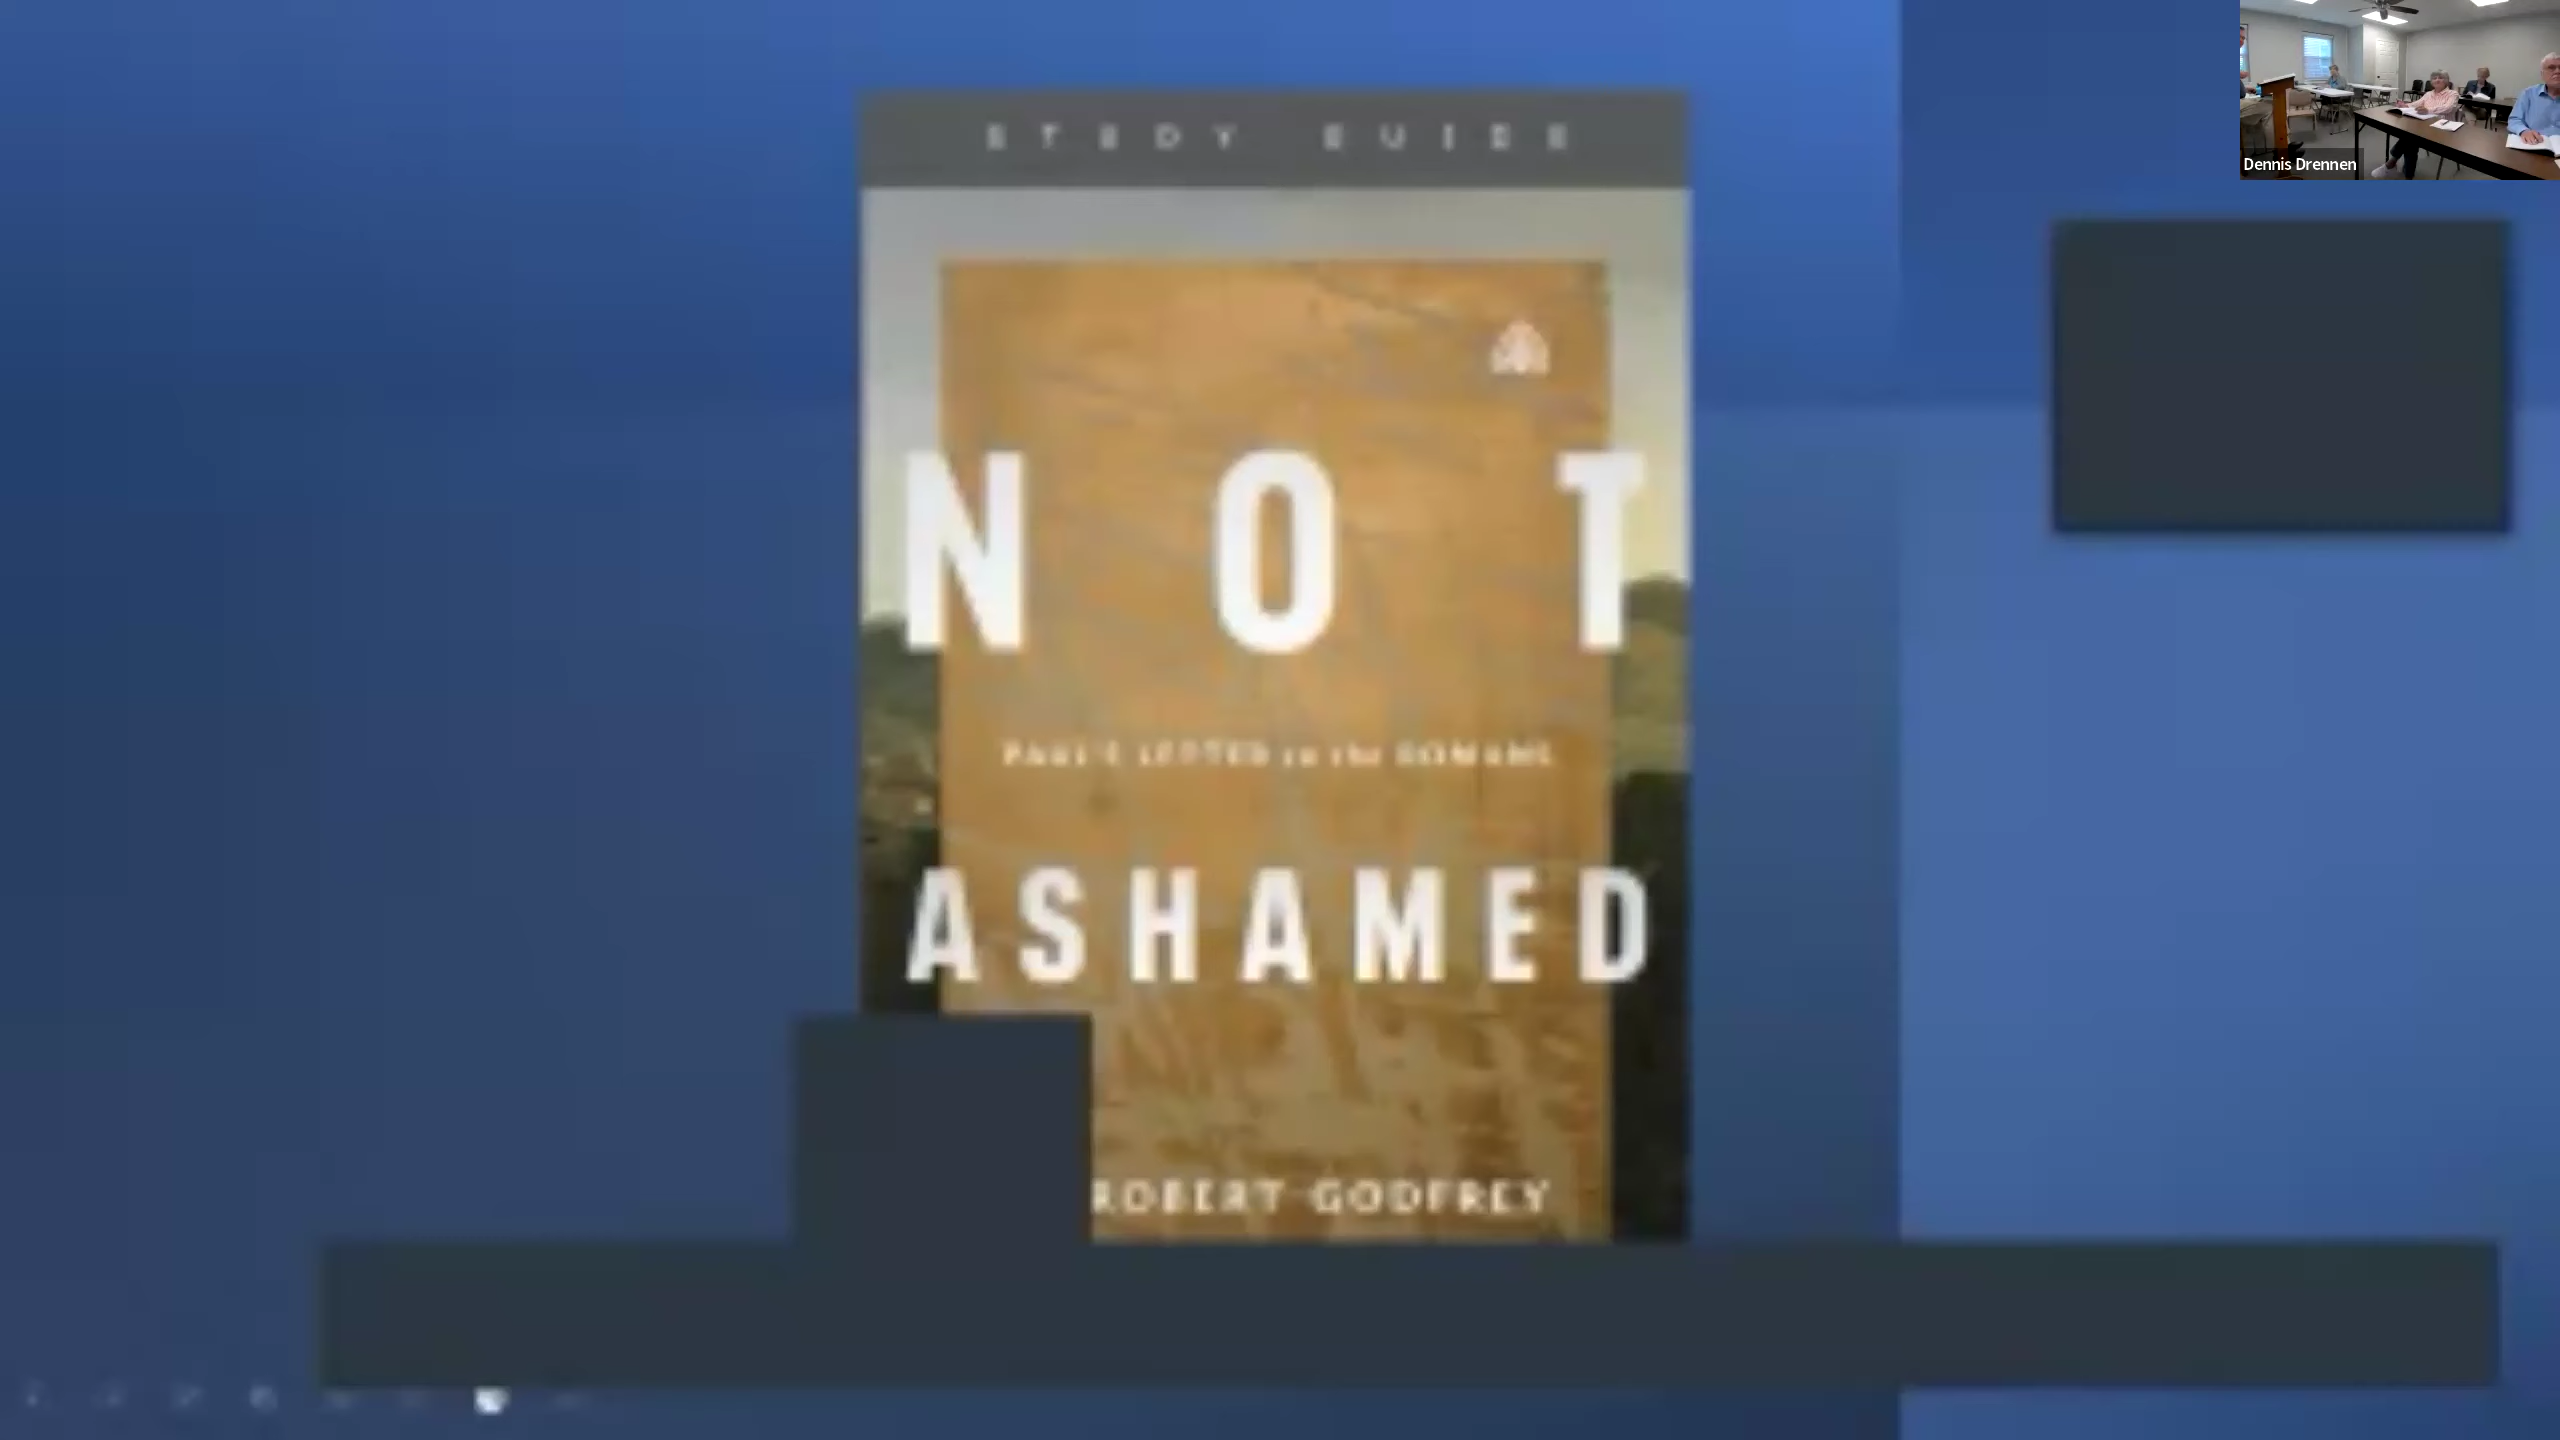 Dennis Drennen
STUDY GUIDE
NOT
PAUL'S LETTER to the ROMANS
ASHAMED
ROBERT GODFREY